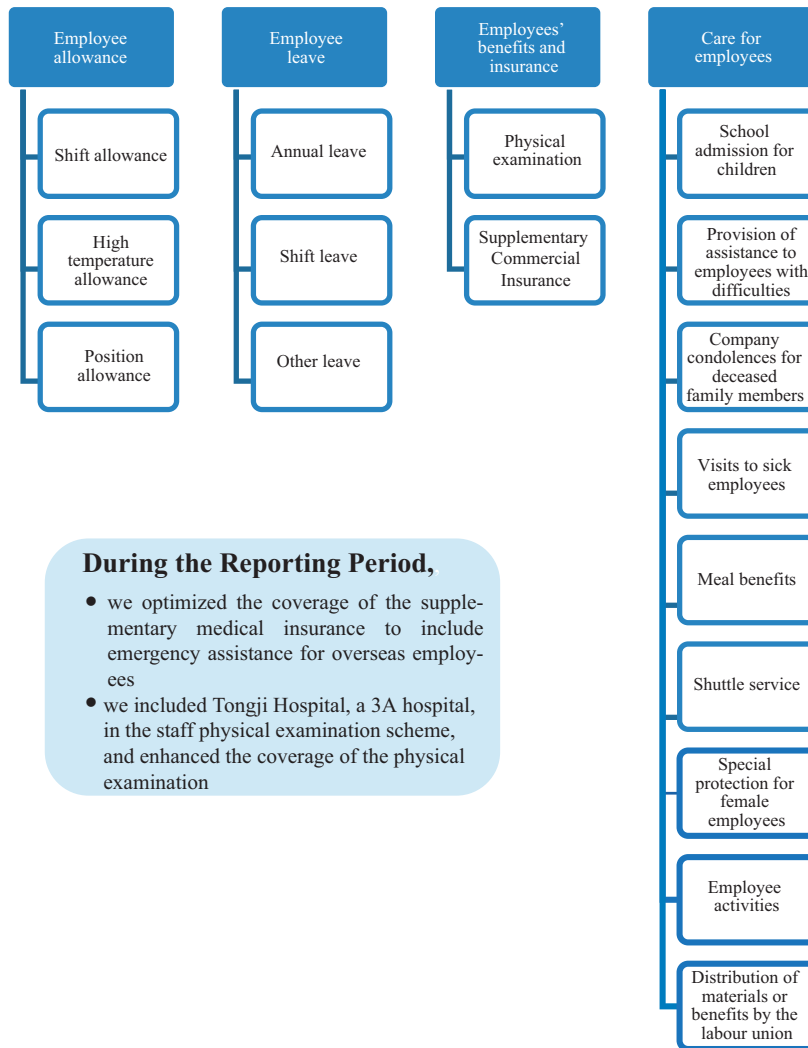 Employee
allowance
Shift allowance
High
temperature
allowance
Position
allowance
Employee
leave
Annual leave
Shift leave
Other leave
Employees’
benefits and
insurance
Physical
examination
Supplementary
Commercial
Insurance
Care for
employees
School
admission for
children
Provision of
assistance to
employees with
difficulties
Company
condolences for
deceased
family members
Visits to sick
employees
Meal benefits
Shuttle service
Special
protection for
female
employees
Employee
activities
Distribution of
materials or
benefits by the
labour union
During the Reporting Period,
• we optimized the coverage of the supple-
mentary medical insurance to include
emergency assistance for overseas employ-
ees
• we included Tongji Hospital, a 3A hospital,
in the staff physical examination scheme,
and enhanced the coverage of the physical
examination